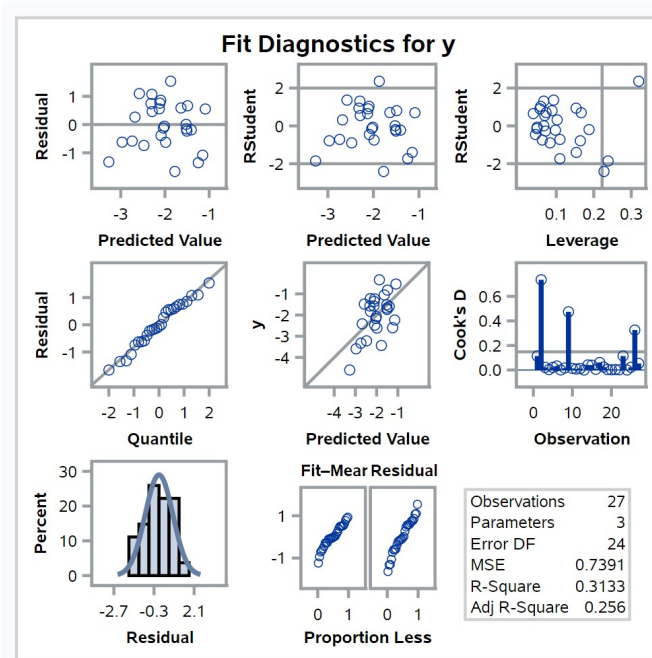 Fit Diagnostics for y
Residual
1
0
-1
-3 -2 -1
Predicted Value
RStudent
2
0
-2
-3 -2 -1
Predicted Value
RStudent
2
0
-2
0.1 0.2 0.3
Leverage
Residual
1
0
-1
-2 -1 0 1 2
Quantile
y
-1
-2
-3
-4
-4 -3 -2 -1
Predicted Value
Cook's D
0.6
0.4
0.2
0.0
0 10 20
Observation
Percent
30
20
10
0
-2.7 -0.3 2.1
Residual
Fit–Mear Residual
1
-1
0 1 0 1
Proportion Less
Observations 27
Parameters 3
Error DF 24
MSE 0.7391
R-Square 0.3133
Adj R-Square 0.256